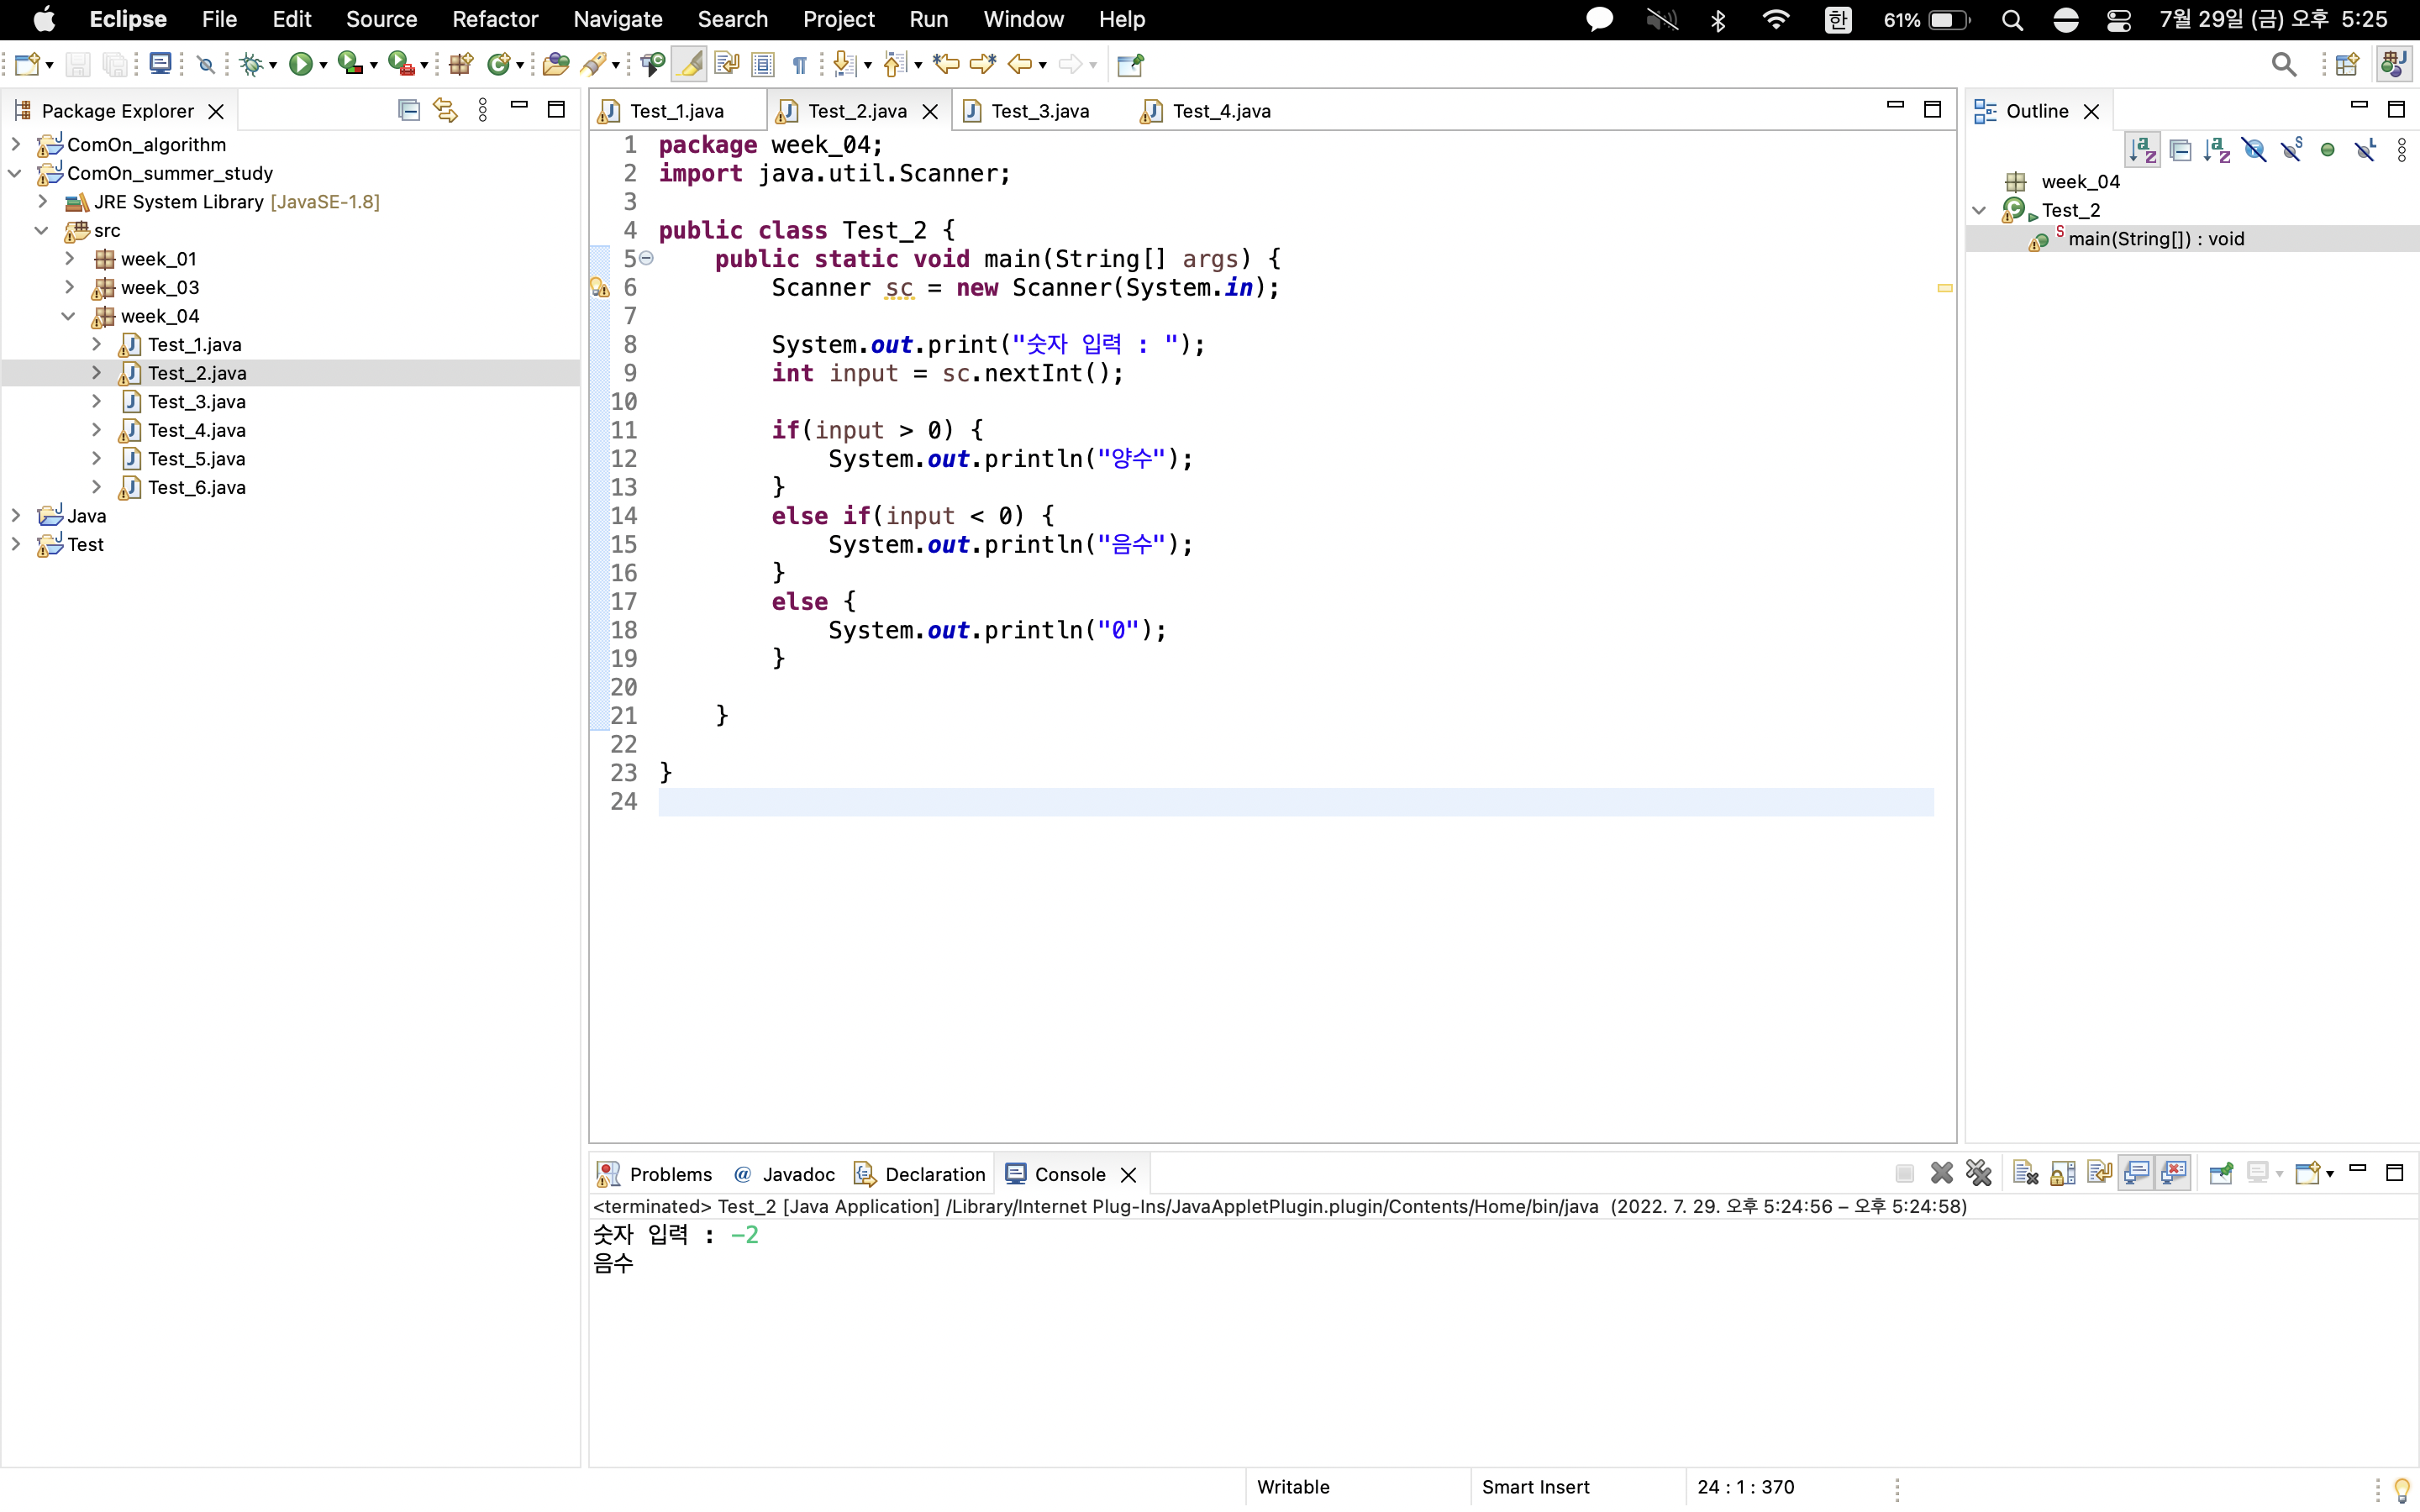 Eclipse File Edit Source Refactor Navigate Search Project Run Window Help 한 61% 7월 29일 (금) 오후 5:25
Package Explorer
ComOn_algorithm
ComOn_summer_study
JRE System Library [JavaSE-1.8]
src
week_01
week_03
week_04
Test_1.java
Test_2.java
Test_3.java
Test_4.java
Test_5.java
Test_6.java
Java
Test
Test_1.java Test_2.java Test_3.java Test_4.java
1 package week_04;
2 import java.util.Scanner;
3
4 public class Test_2 {
5 public static void main(String[] args) {
6 Scanner sc = new Scanner(System.in);
7
8 System.out.print("숫자 입력 : ");
9 int input = sc.nextInt();
10
11 if(input > 0) {
12 System.out.println("양수");
13 }
14 else if(input < 0) {
15 System.out.println("음수");
16 }
17 else {
18 System.out.println("0");
19 }
20
21 }
22
23 }
24
Outline
week_04
Test_2
main(String[]) : void
Problems Javadoc Declaration Console
<terminated> Test_2 [Java Application] /Library/Internet Plug-Ins/JavaAppletPlugin.plugin/Contents/Home/bin/java (2022. 7. 29. 오후 5:24:56 – 오후 5:24:58)
숫자 입력 : -2
음수
Writable Smart Insert 24 : 1 : 370